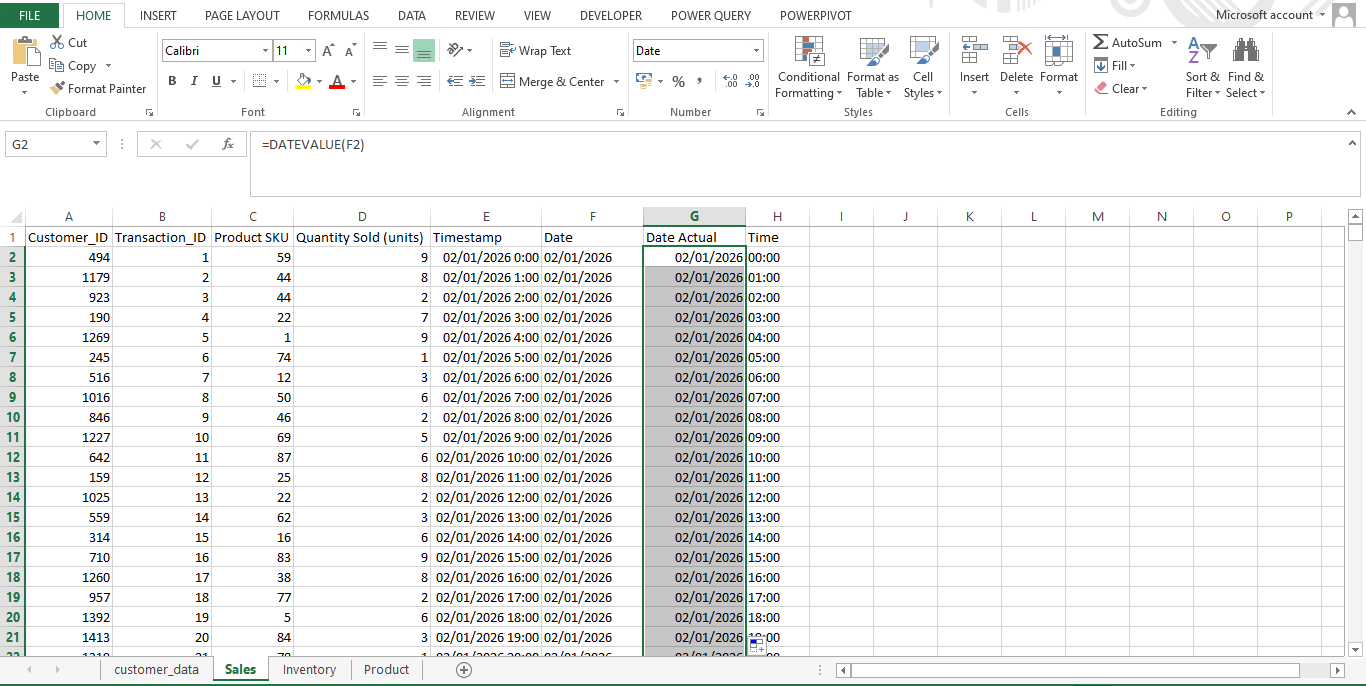 FILE HOME INSERT PAGE LAYOUT FORMULAS DATA REVIEW VIEW DEVELOPER POWER QUERY POWERPIVOT Microsoft account
Paste Cut Copy Format Painter
Clipboard
Calibri 11
B I U A
Font
Wrap Text
Merge & Center
Alignment
Date
%
Number
Conditional Formatting Format as Table Cell Styles
Styles
Insert Delete Format
Cells
AutoSum Fill Clear Sort & Filter Find & Select
Editing
G2 fx =DATEVALUE(F2)
A B C D E F G H I J K L M N O P
1 Customer_ID Transaction_ID Product SKU Quantity Sold (units) Timestamp Date Date Actual Time
2 494 1 59 9 02/01/2026 0:00 02/01/2026 02/01/2026 00:00
3 1179 2 44 8 02/01/2026 1:00 02/01/2026 02/01/2026 01:00
4 923 3 44 2 02/01/2026 2:00 02/01/2026 02/01/2026 02:00
5 190 4 22 7 02/01/2026 3:00 02/01/2026 02/01/2026 03:00
6 1269 5 1 9 02/01/2026 4:00 02/01/2026 02/01/2026 04:00
7 245 6 74 1 02/01/2026 5:00 02/01/2026 02/01/2026 05:00
8 516 7 12 3 02/01/2026 6:00 02/01/2026 02/01/2026 06:00
9 1016 8 50 6 02/01/2026 7:00 02/01/2026 02/01/2026 07:00
10 846 9 46 2 02/01/2026 8:00 02/01/2026 02/01/2026 08:00
11 1227 10 69 5 02/01/2026 9:00 02/01/2026 02/01/2026 09:00
12 642 11 87 6 02/01/2026 10:00 02/01/2026 02/01/2026 10:00
13 159 12 25 8 02/01/2026 11:00 02/01/2026 02/01/2026 11:00
14 1025 13 22 2 02/01/2026 12:00 02/01/2026 02/01/2026 12:00
15 559 14 62 3 02/01/2026 13:00 02/01/2026 02/01/2026 13:00
16 314 15 16 6 02/01/2026 14:00 02/01/2026 02/01/2026 14:00
17 710 16 83 9 02/01/2026 15:00 02/01/2026 02/01/2026 15:00
18 1260 17 38 8 02/01/2026 16:00 02/01/2026 02/01/2026 16:00
19 957 18 77 2 02/01/2026 17:00 02/01/2026 02/01/2026 17:00
20 1392 19 5 6 02/01/2026 18:00 02/01/2026 02/01/2026 18:00
21 1413 20 84 3 02/01/2026 19:00 02/01/2026 02/01/2026
customer_data Sales Inventory Product